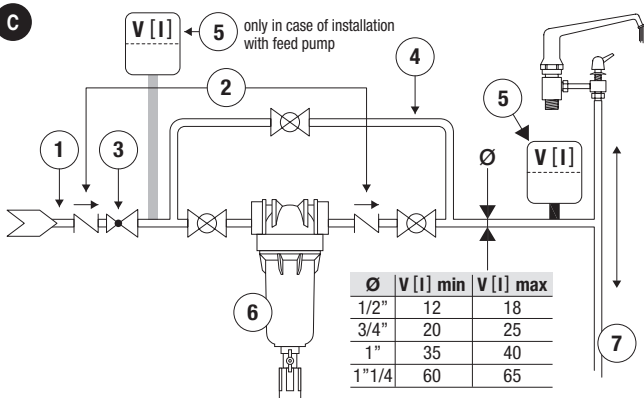 C
V [l]
5
only in case of installation
with feed pump
2
4
5
1
3
Ø
V [l]
6
Ø V [l] min V [l] max
1/2” 12 18
3/4” 20 25
1” 35 40
1”1/4 60 65
7